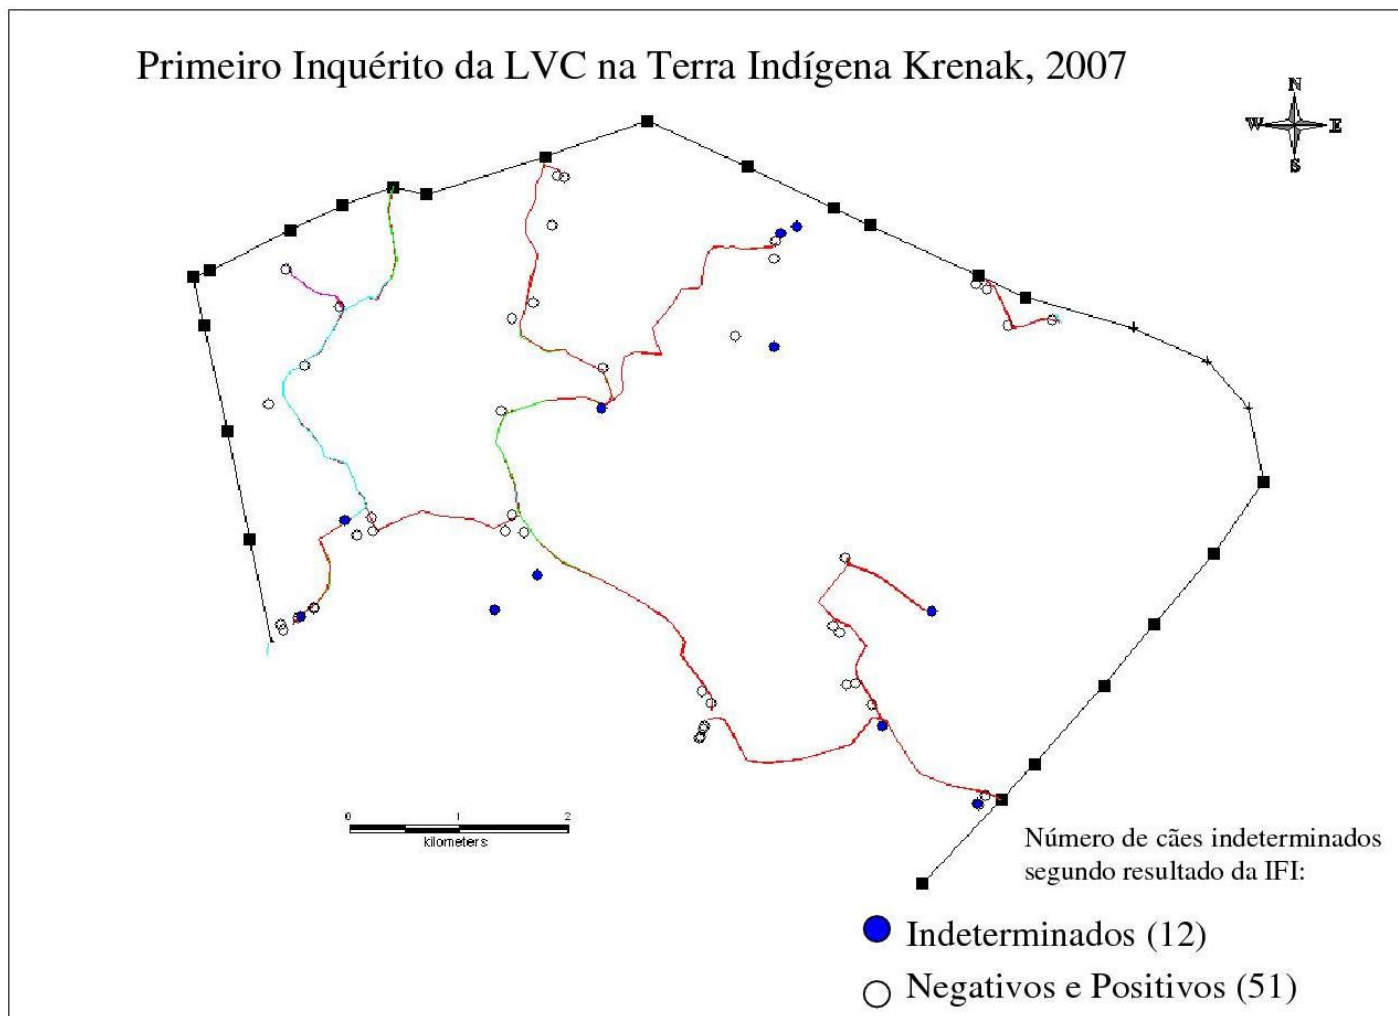 Primeiro Inquérito da LVC na Terra Indígena Krenak, 2007
N
W E
S
0 1 2
kilometers
Número de cães indeterminados
segundo resultado da IFI:
Indeterminados (12)
Negativos e Positivos (51)